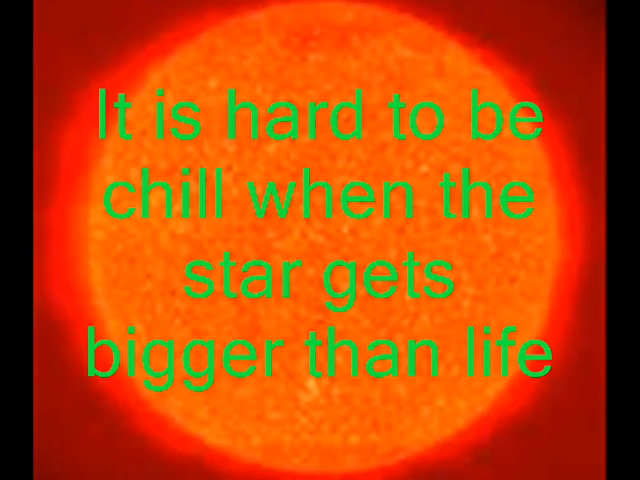 It is hard to be
chill when the
star gets
bigger than life